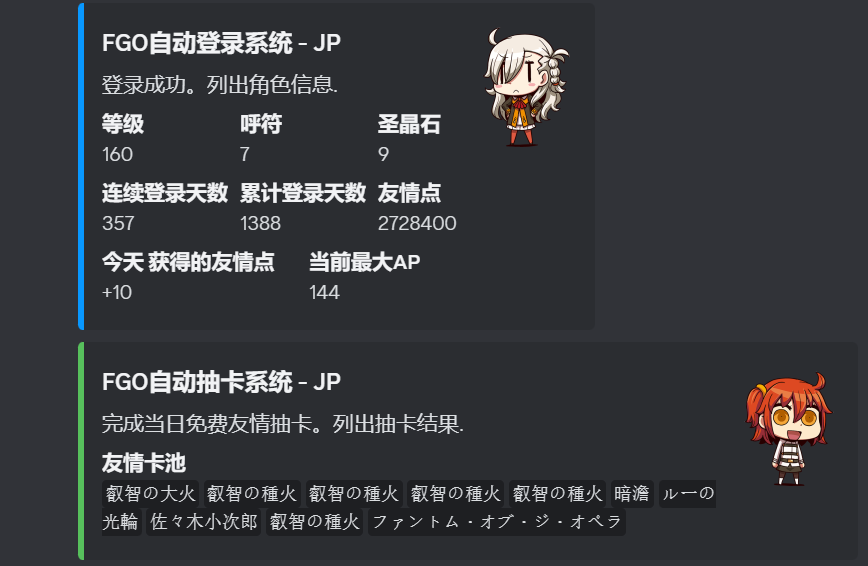 FGO自动登录系统 - JP
登录成功。列出角色信息.
等级 呼符 圣晶石
160 7 9
连续登录天数 累计登录天数 友情点
357 1388 2728400
今天 获得的友情点 当前最大AP
+10 144
FGO自动抽卡系统 - JP
完成当日免费友情抽卡。列出抽卡结果.
友情卡池
叡智の大火 叡智の種火 叡智の種火 叡智の種火 叡智の種火 暗澹 ルーの
光輪 佐々木小次郎 叡智の種火 ファントム・オブ・ジ・オペラ